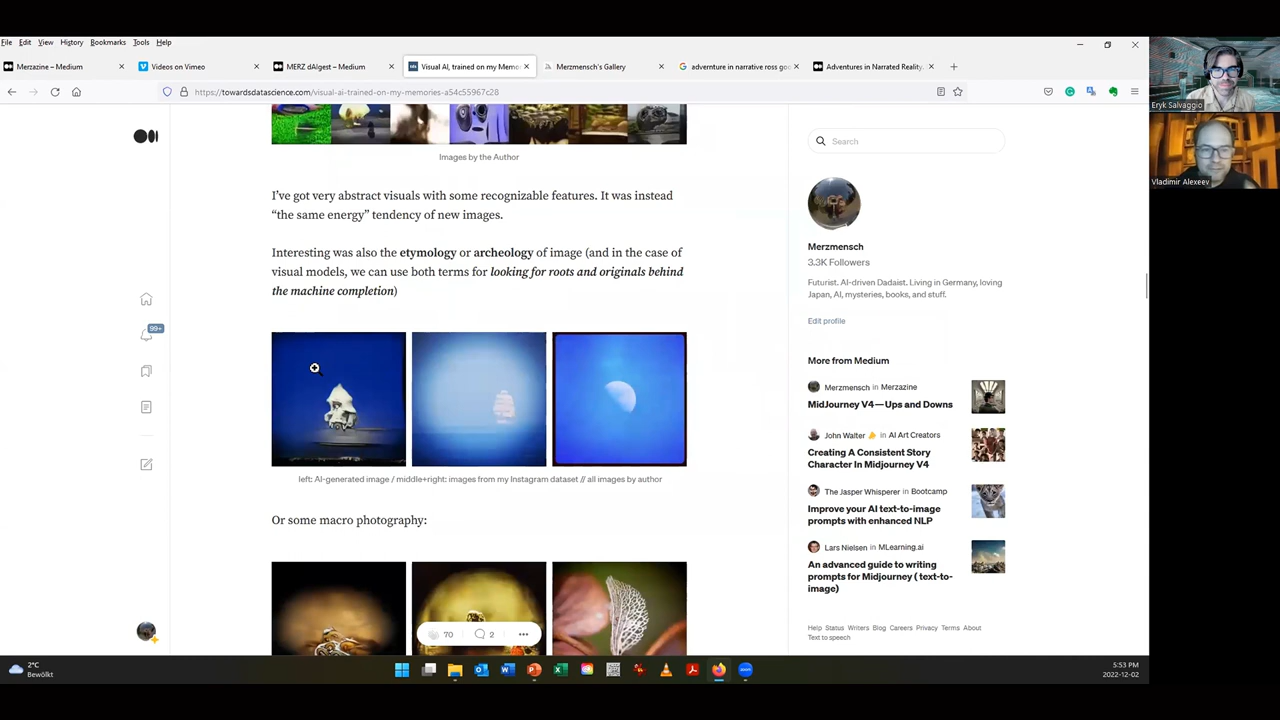 File Edit View History Bookmarks Tools Help
Merzazine – Medium
Videos on Vimeo
MERZ dAIgest – Medium
Visual AI, trained on my Memo
Merzmensch's Gallery
advernture in narrative ross goo
Adventures in Narrated Reality.
https://towardsdatascience.com/visual-ai-trained-on-my-memories-a54c55967c28
Eryk Salvaggio
Vladimir Alexeev
Images by the Author
I've got very abstract visuals with some recognizable features. It was instead
“the same energy” tendency of new images.
Interesting was also the etymology or archeology of image (and in the case of
visual models, we can use both terms for looking for roots and originals behind
the machine completion)
left: AI-generated image / middle+right: images from my Instagram dataset // all images by author
Or some macro photography:
70
2
99+
Search
Merzmensch
3.3K Followers
Futurist. AI-driven Dadaist. Living in Germany, loving
Japan, AI, mysteries, books, and stuff.
Edit profile
More from Medium
Merzmensch in Merzazine
MidJourney V4 — Ups and Downs
John Walter in AI Art Creators
Creating A Consistent Story
Character In Midjourney V4
The Jasper Whisperer in Bootcamp
Improve your AI text-to-image
prompts with enhanced NLP
Lars Nielsen in MLearning.ai
An advanced guide to writing
prompts for Midjourney ( text-to-
image)
Help Status Writers Blog Careers Privacy Terms About
Text to speech
2°C
Bewölkt
5:53 PM
2022-12-02